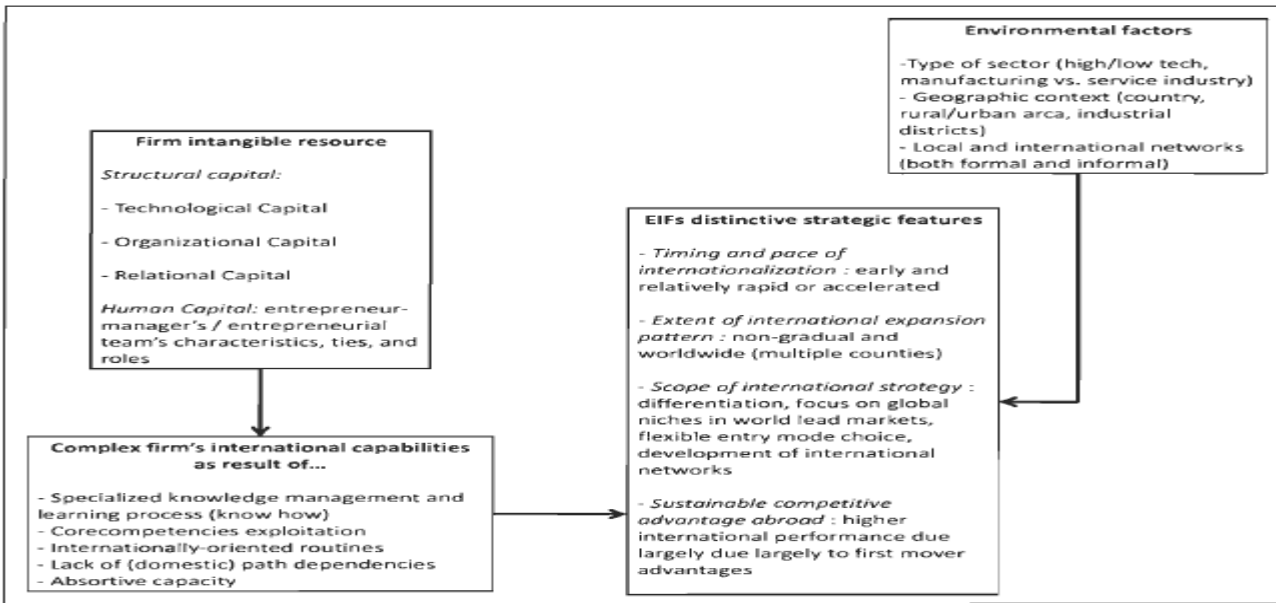 Environmental factors
-Type of sector (high/low tech,
manufacturing vs. service industry)
- Geographic context (country,
rural/urban arca, industrial
districts)
- Local and international networks
(both formal and informal)
Firm intangible resource
Structural capital:
- Technological Capital
- Organizational Capital
- Relational Capital
Human Capital: entrepreneur-
manager's / entrepreneurial
team's characteristics, ties, and
roles
EIFs distinctive strategic features
- Timing and pace of
internationalization : early and
relatively rapid or accelerated
- Extent of international expansion
pattern : non-gradual and
worldwide (multiple counties)
- Scope of international strategy :
differentiation, focus on global
niches in world lead markets,
flexible entry mode choice,
development of international
networks
- Sustainable competitive
advantage abroad : higher
international performance due
largely due largely to first mover
advantages
Complex firm's international capabilities
as result of...
- Specialized knowledge management and
learning process (know how)
- Corecompetencies exploitation
- Internationally-oriented routines
- Lack of (domestic) path dependencies
- Absortive capacity